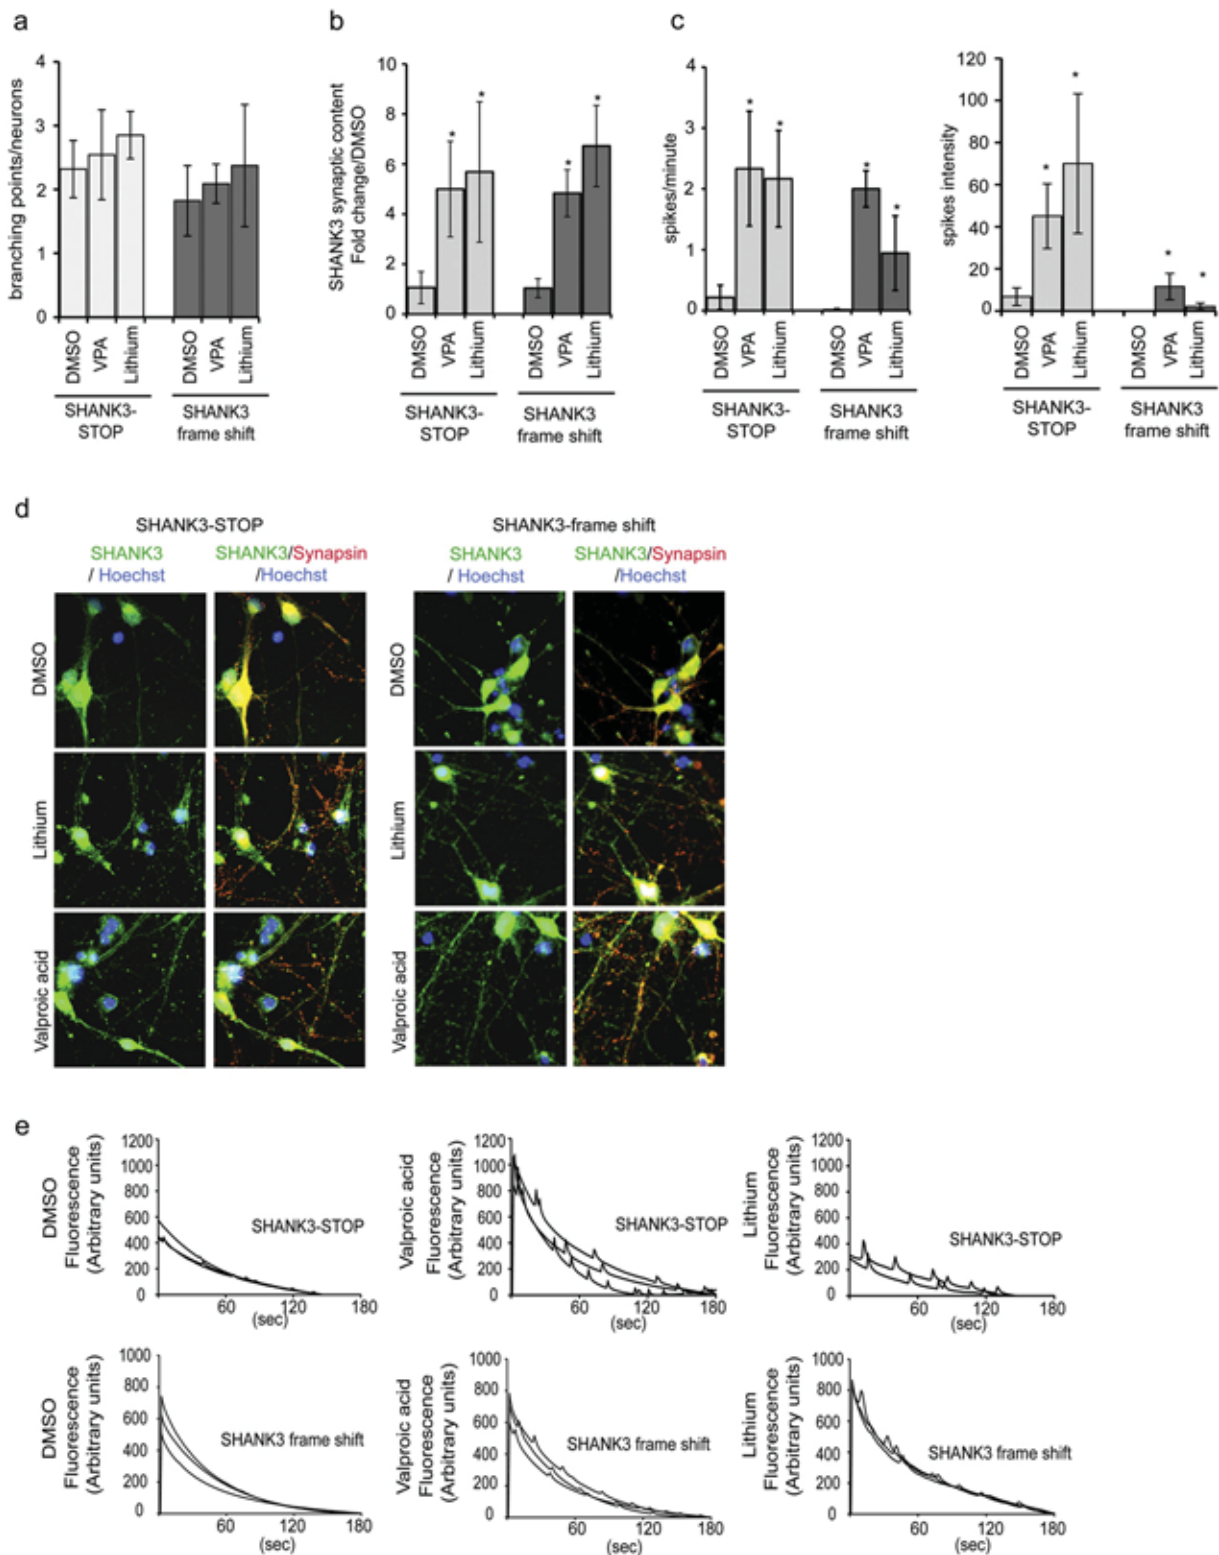 a
branching points/neurons
4
3
2
1
0
DMSO
VPA
Lithium
DMSO
VPA
Lithium
SHANK3-
STOP
SHANK3
frame shift
b
SHANK3 synaptic content
Fold change/DMSO
10
8
6
4
2
0
*
*
*
*
DMSO
VPA
Lithium
DMSO
VPA
Lithium
SHANK3-
STOP
SHANK3
frame shift
c
spikes/minute
4
3
2
1
0
*
*
*
*
DMSO
VPA
Lithium
DMSO
VPA
Lithium
SHANK3-
STOP
SHANK3
frame shift
spikes intensity
120
100
80
60
40
20
0
*
*
*
*
DMSO
VPA
Lithium
DMSO
VPA
Lithium
SHANK3-
STOP
SHANK3
frame shift
d
SHANK3-STOP
SHANK3
/ Hoechst
SHANK3/Synapsin
/Hoechst
SHANK3-frame shift
SHANK3
/ Hoechst
SHANK3/Synapsin
/Hoechst
DMSO
DMSO
Lithium
Lithium
Valproic acid
Valproic acid
e
DMSO
Fluorescence
(Arbitrary units)
1200
1000
800
600
400
200
0
SHANK3-STOP
60
120
180
(sec)
Valproic acid
Fluorescence
(Arbitrary units)
1200
1000
800
600
400
200
0
SHANK3-STOP
60
120
180
(sec)
Lithium
Fluorescence
(Arbitrary units)
1200
1000
800
600
400
200
0
SHANK3-STOP
60
120
180
(sec)
DMSO
Fluorescence
(Arbitrary units)
1000
800
600
400
200
0
SHANK3 frame shift
60
120
180
(sec)
Valproic acid
Fluorescence
(Arbitrary units)
1000
800
600
400
200
0
SHANK3 frame shift
60
120
180
(sec)
Lithium
Fluorescence
(Arbitrary units)
1000
800
600
400
200
0
SHANK3 frame shift
60
120
180
(sec)